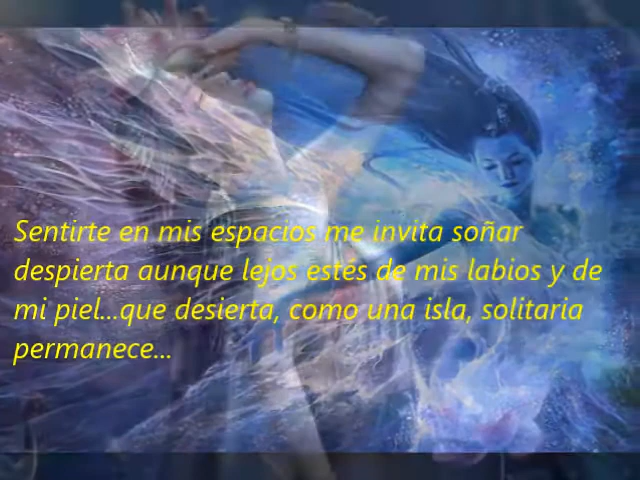 Sentirte en mis espacios me invita soñar
despierta aunque lejos estés de mis labios y de
mi piel...que desierta, como una isla, solitaria
permanece...